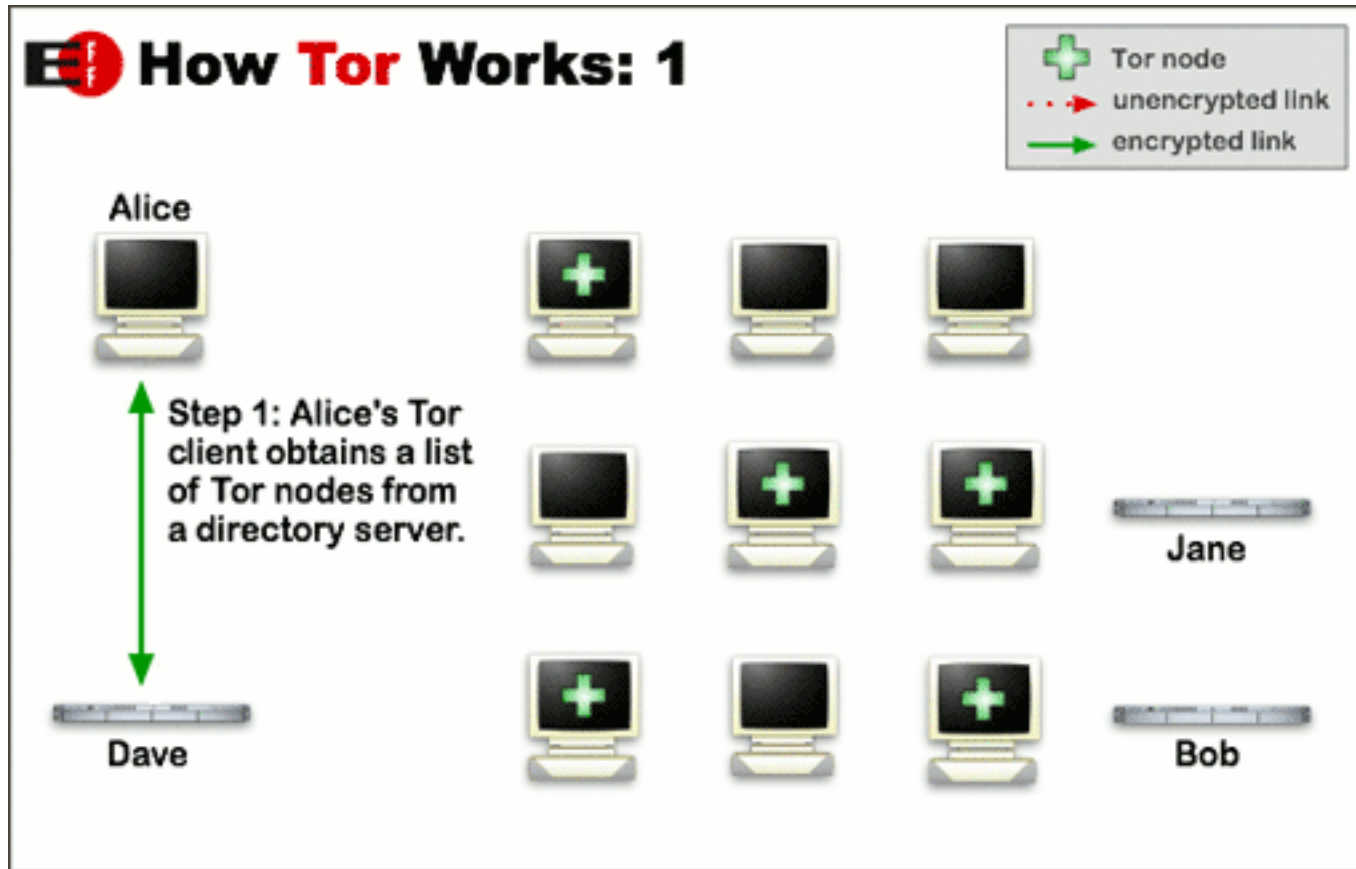 EFF How Tor Works: 1
Tor node
unencrypted link
encrypted link
Alice
Step 1: Alice's Tor
client obtains a list
of Tor nodes from
a directory server.
Jane
Dave
Bob